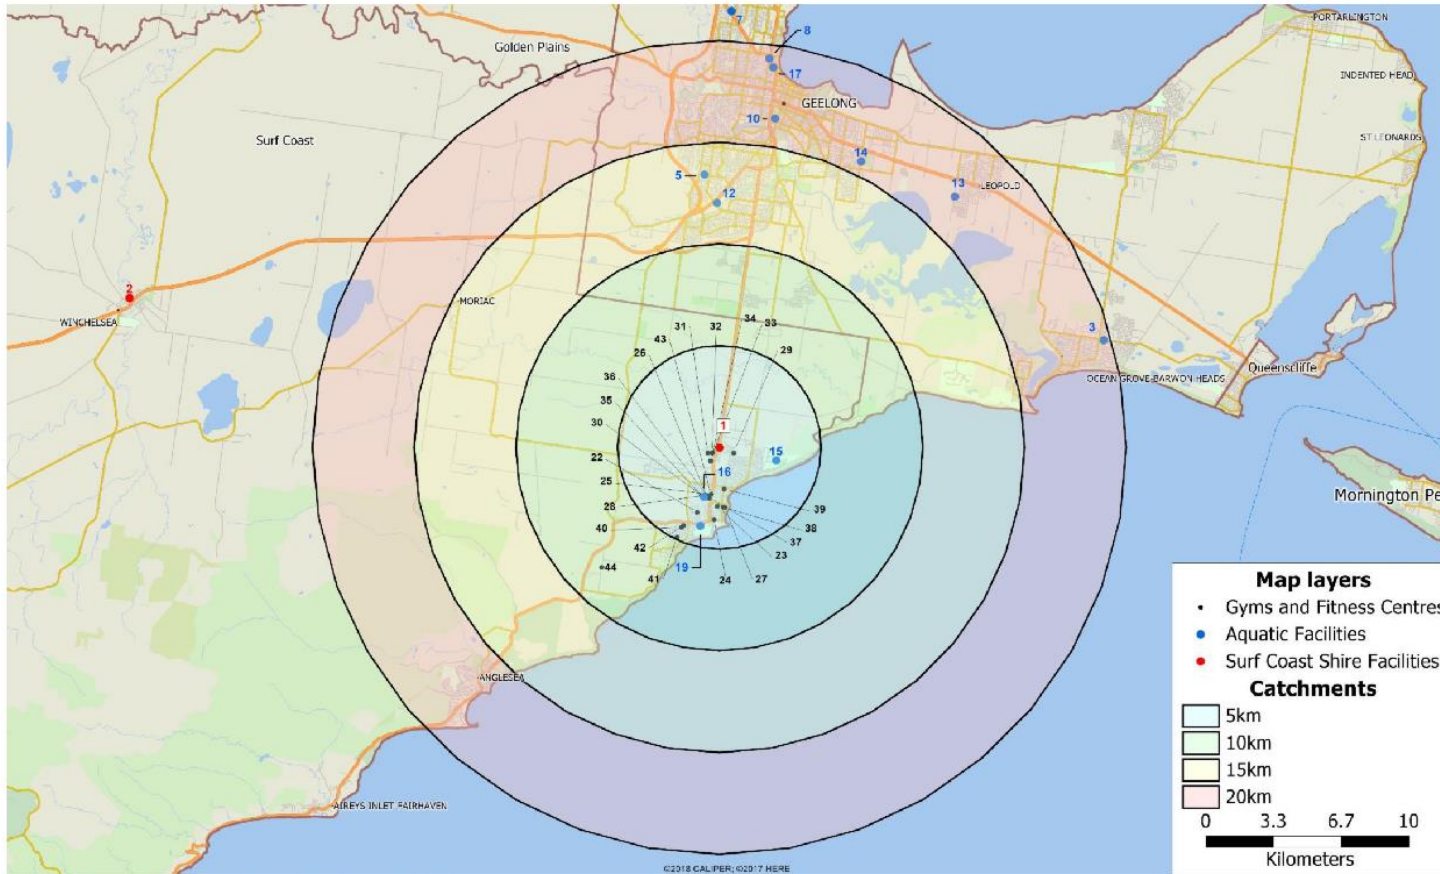 PORTARLINGTON
7
8
Golden Plains
17
INDENTED HEAD
GEELONG
10
Surf Coast
ST LEONARDS
14
5
13
LEOPOLD
12
2
MORIAC
WINCHELSEA
34
31
32
33
3
43
26
29
Queenscliffe
36
OCEAN GROVE-BARWON HEADS
35
30
1
15
22
16
25
Mornington Pe
28
39
40
38
42
37
23
44
41
19
24
27
ANGLESEA
AIREYS INLET FAIRHAVEN
Map layers
Gyms and Fitness Centres
Aquatic Facilities
Surf Coast Shire Facilities
Catchments
5km
10km
15km
20km
0 3.3 6.7 10
Kilometers
©2018 CALIPER; ©2017 HERE